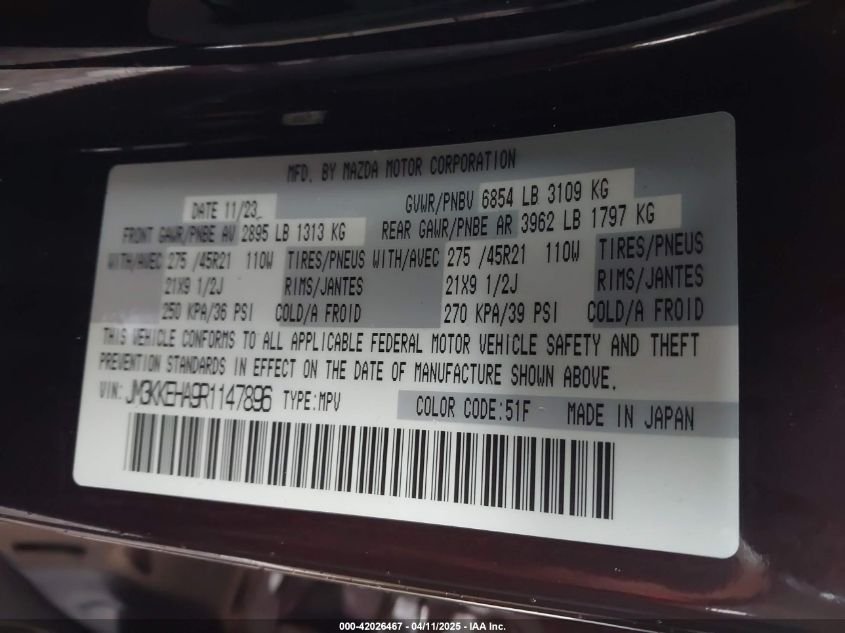 MFD. BY MAZDA MOTOR CORPORATION
DATE 11/23 GVWR/PNBV 6854 LB 3109 KG
FRONT GAWR/PNBE AV 2895 LB 1313 KG REAR GAWR/PNBE AR 3962 LB 1797 KG
WITH/AVEC 275 /45R21 110W TIRES/PNEUS WITH/AVEC 275 /45R21 110W TIRES/PNEUS
21X9 1/2J RIMS/JANTES 21X9 1/2J RIMS/JANTES
250 KPA/36 PSI COLD/A FROID 270 KPA/39 PSI COLD/A FROID
THIS VEHICLE CONFORMS TO ALL APPLICABLE FEDERAL MOTOR VEHICLE SAFETY AND THEFT
PREVENTION STANDARDS IN EFFECT ON THE DATE OF MANUFACTURE SHOWN ABOVE.
VIN: JM3KKEHA9R1147896 TYPE:MPV COLOR CODE:51F MADE IN JAPAN
000-42026467 - 04/11/2025 - IAA Inc.